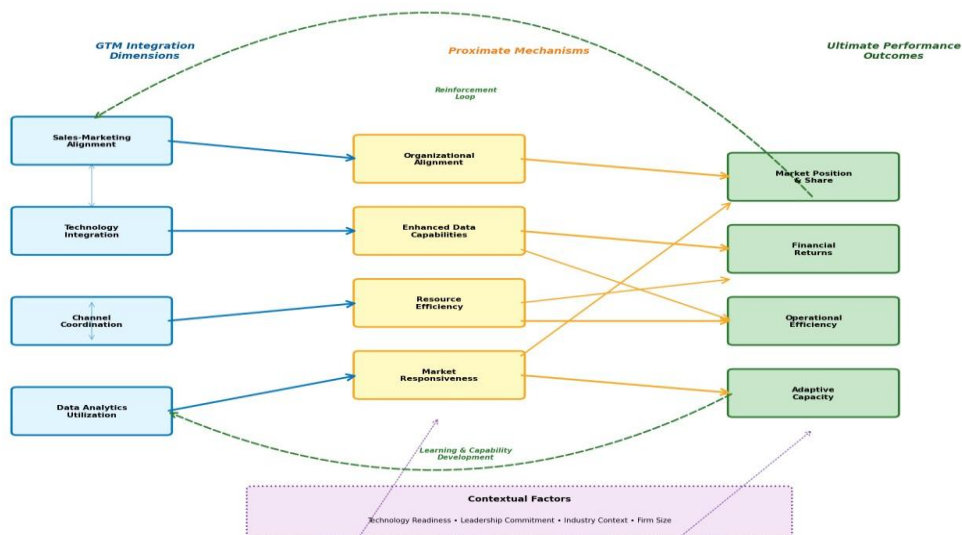 GTM Integration
Dimensions
Proximate Mechanisms
Ultimate Performance
Outcomes
Reinforcement
Loop
Sales-Marketing
Alignment
Technology
Integration
Channel
Coordination
Data Analytics
Utilization
Organizational
Alignment
Enhanced Data
Capabilities
Resource
Efficiency
Market
Responsiveness
Market Position
& Share
Financial
Returns
Operational
Efficiency
Adaptive
Capacity
Learning & Capability
Development
Contextual Factors
Technology Readiness • Leadership Commitment • Industry Context • Firm Size